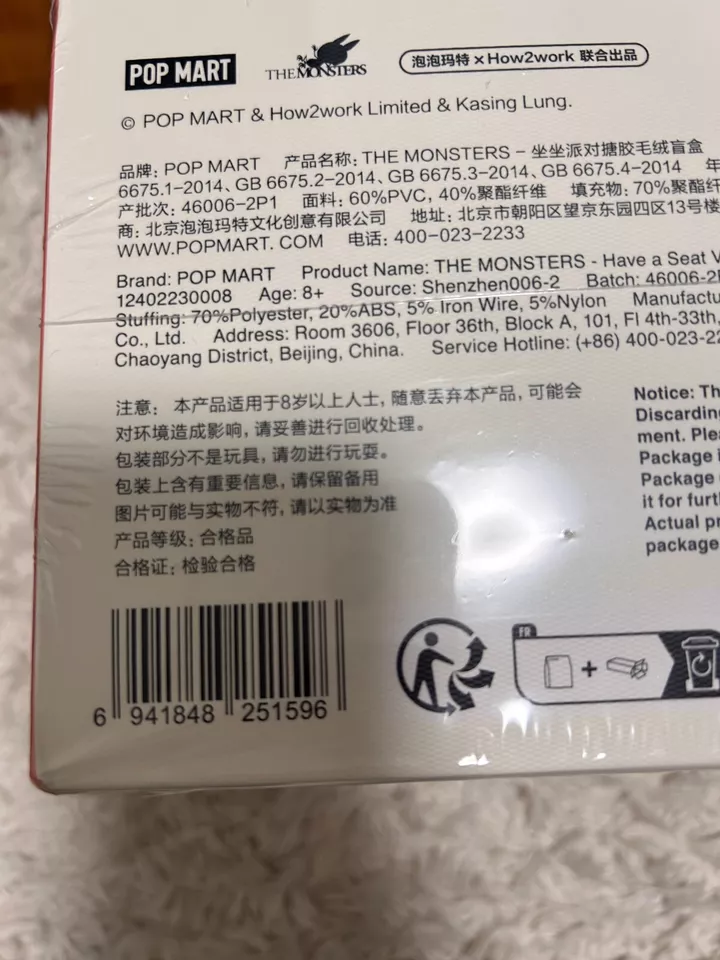 POP MART
THE MONSTERS
泡泡玛特 × How2work 联合出品
© POP MART & How2work Limited & Kasing Lung.
品牌: POP MART 产品名称: THE MONSTERS - 坐坐派对搪胶毛绒盲盒
6675.1-2014、GB 6675.2-2014、GB 6675.3-2014、GB 6675.4-2014 年
产批次: 46006-2P1 面料: 60%PVC, 40%聚酯纤维 填充物: 70%聚酯纤
商: 北京泡泡玛特文化创意有限公司 地址: 北京市朝阳区望京东园四区13号楼
WWW.POPMART.COM 电话: 400-023-2233
Brand: POP MART Product Name: THE MONSTERS - Have a Seat V
12402230008 Age: 8+ Source: Shenzhen006-2 Batch: 46006-2P
Stuffing: 70%Polyester, 20%ABS, 5% Iron Wire, 5%Nylon Manufactu
Co., Ltd. Address: Room 3606, Floor 36th, Block A, 101, Fl 4th-33th,
Chaoyang District, Beijing, China. Service Hotline: (+86) 400-023-22
注意: 本产品适用于8岁以上人士, 随意丢弃本产品, 可能会
对环境造成影响, 请妥善进行回收处理。
包装部分不是玩具, 请勿进行玩耍。
包装上含有重要信息, 请保留备用
图片可能与实物不符, 请以实物为准
产品等级: 合格品
合格证: 检验合格
Notice: Th
Discarding
ment. Plea
Package i
Package
it for furt
Actual pr
package
FR
+
6 941848 251596